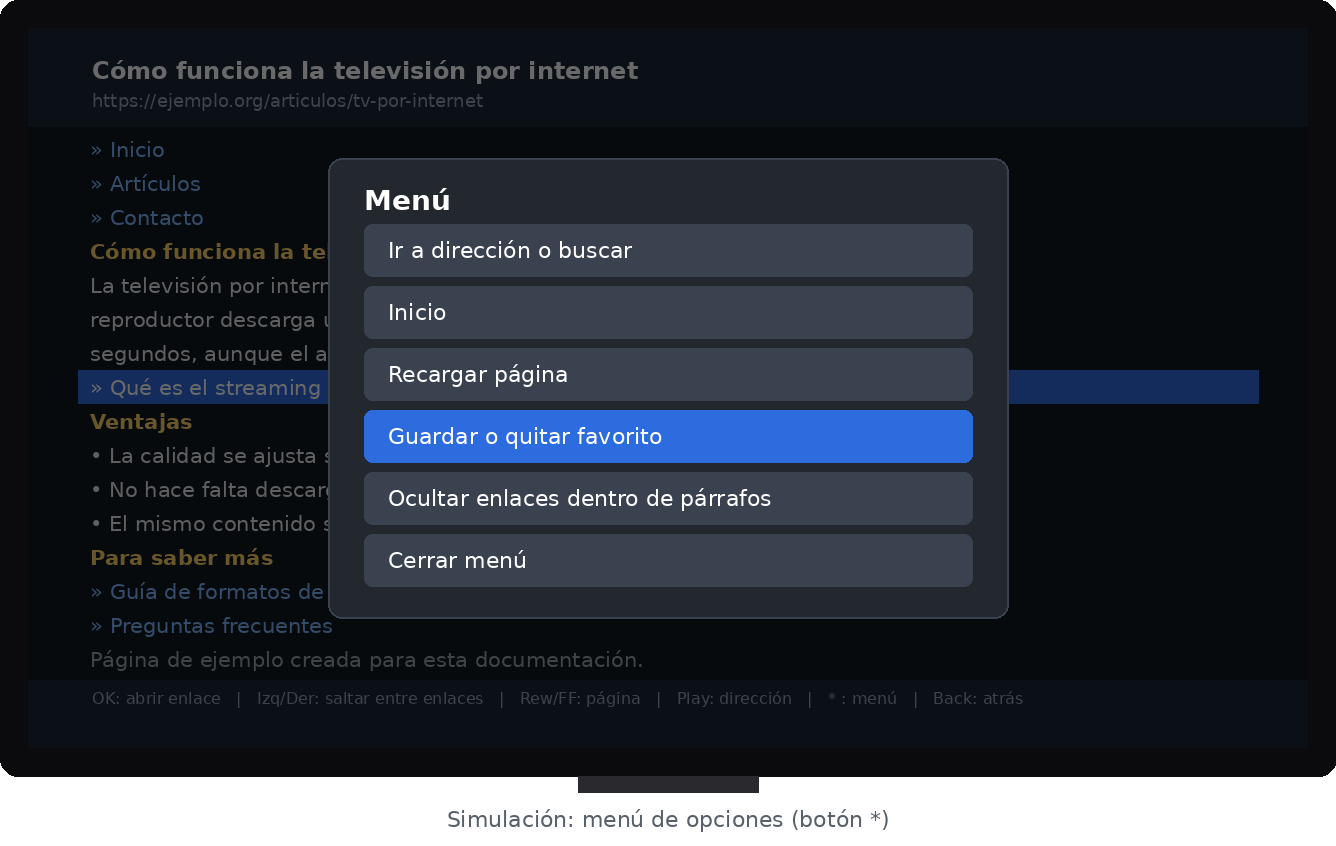 Cómo funciona la televisión por internet
https://ejemplo.org/articulos/tv-por-internet
» Inicio
» Artículos
» Contacto
Cómo funciona la
La televisión por
reproductor descarga
segundos, aunque el
» Qué es el streaming
Ventajas
• La calidad se ajusta
• No hace falta
• El mismo contenido
Para saber más
» Guía de formatos de
» Preguntas frecuentes
Página de ejemplo creada para esta documentación.
Menú
Ir a dirección o buscar
Inicio
Recargar página
Guardar o quitar favorito
Ocultar enlaces dentro de párrafos
Cerrar menú
OK: abrir enlace | Izq/Der: saltar entre enlaces | Rew/FF: página | Play: dirección | * : menú | Back: atrás
Simulación: menú de opciones (botón *)